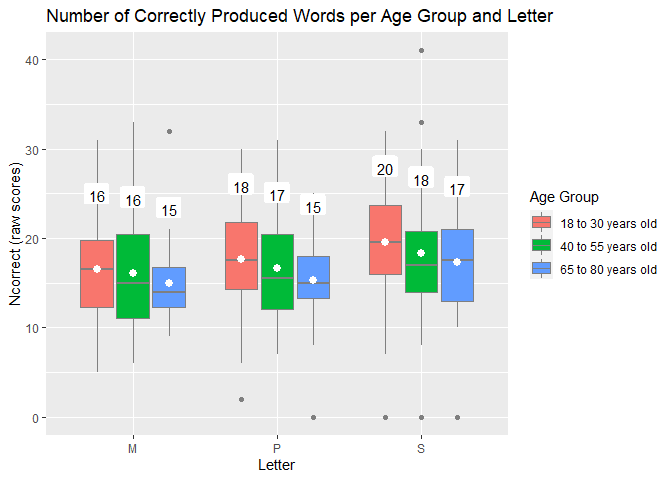 Number of Correctly Produced Words per Age Group and Letter
Ncorrect (raw scores)
40
30
20
10
0
16
16
15
18
17
15
20
18
17
M
P
S
Letter
Age Group
18 to 30 years old
40 to 55 years old
65 to 80 years old